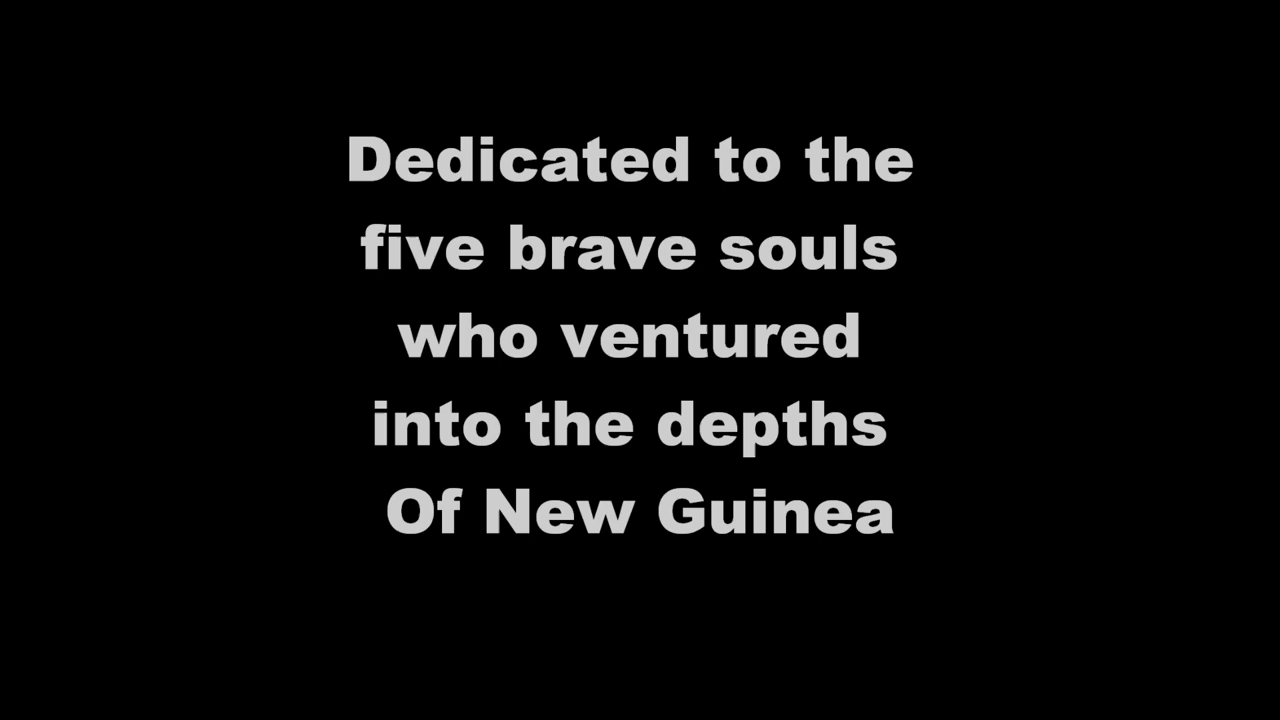 Dedicated to the
five brave souls
who ventured
into the depths
Of New Guinea